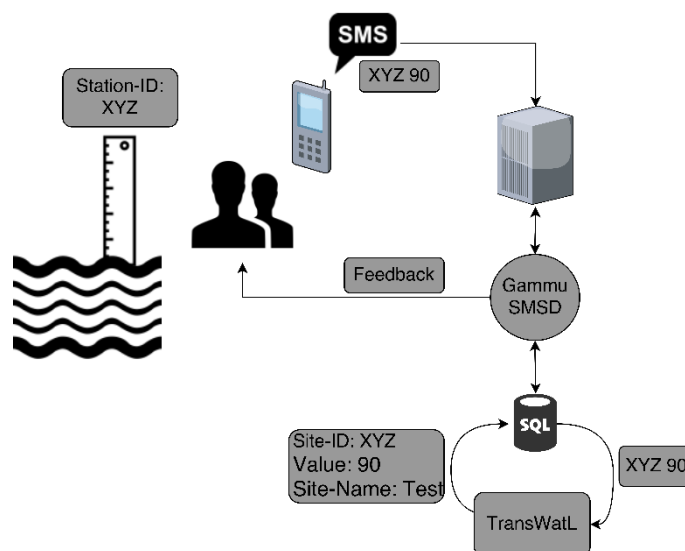 SMS
XYZ 90
Station-ID:
XYZ
Feedback
Gammu
SMSD
SQL
Site-ID: XYZ
Value: 90
Site-Name: Test
XYZ 90
TransWatL